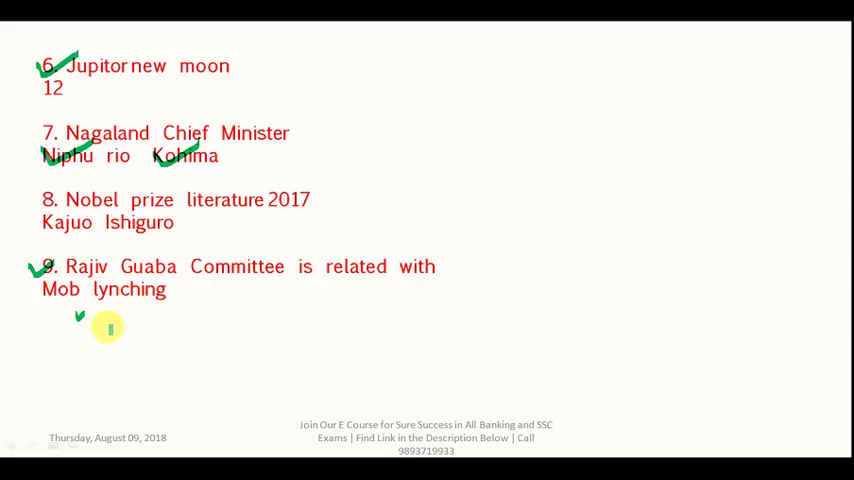 6. Jupitor new moon
12
7. Nagaland Chief Minister
Niphu rio Kohima
8. Nobel prize literature 2017
Kajuo Ishiguro
9. Rajiv Guaba Committee is related with
Mob lynching
Thursday, August 09, 2018
Join Our E Course for Sure Success in All Banking and SSC
Exams | Find Link in the Description Below | Call
9893719933